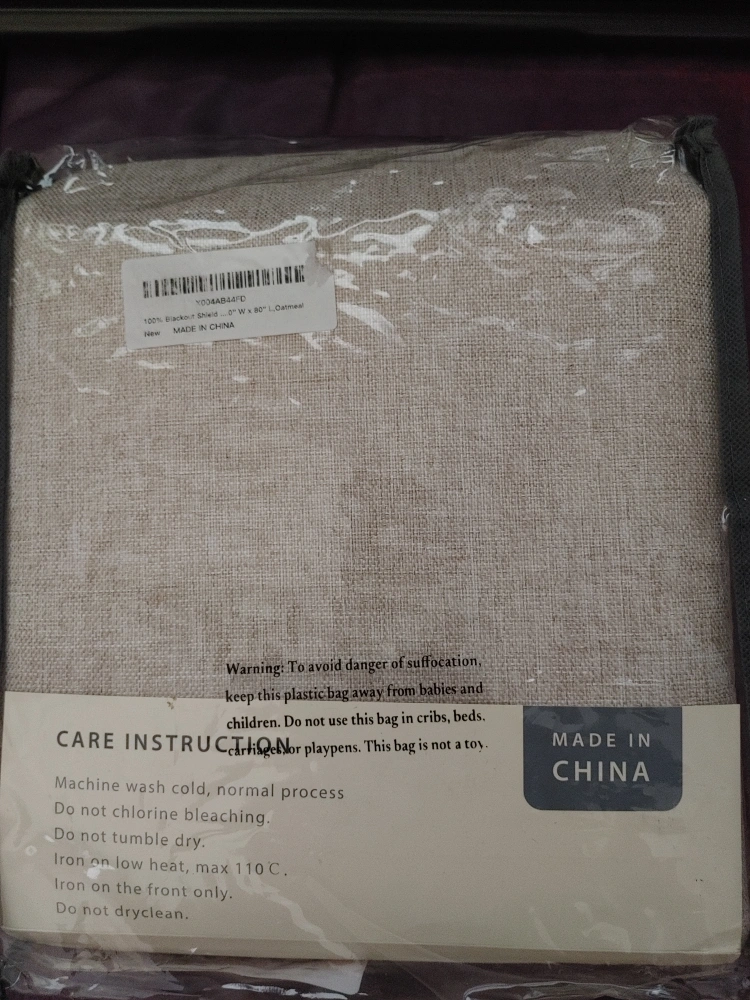 X004AB44FD
100% Blackout Shield ....0" W x 80" L,Oatmeal
New MADE IN CHINA
Warning: To avoid danger of suffocation,
keep this plastic bag away from babies and
children. Do not use this bag in cribs, beds.
carriages,or playpens. This bag is not a toy.
CARE INSTRUCTION
MADE IN
CHINA
Machine wash cold, normal process
Do not chlorine bleaching.
Do not tumble dry.
Iron on low heat, max 110℃.
Iron on the front only.
Do not dryclean.